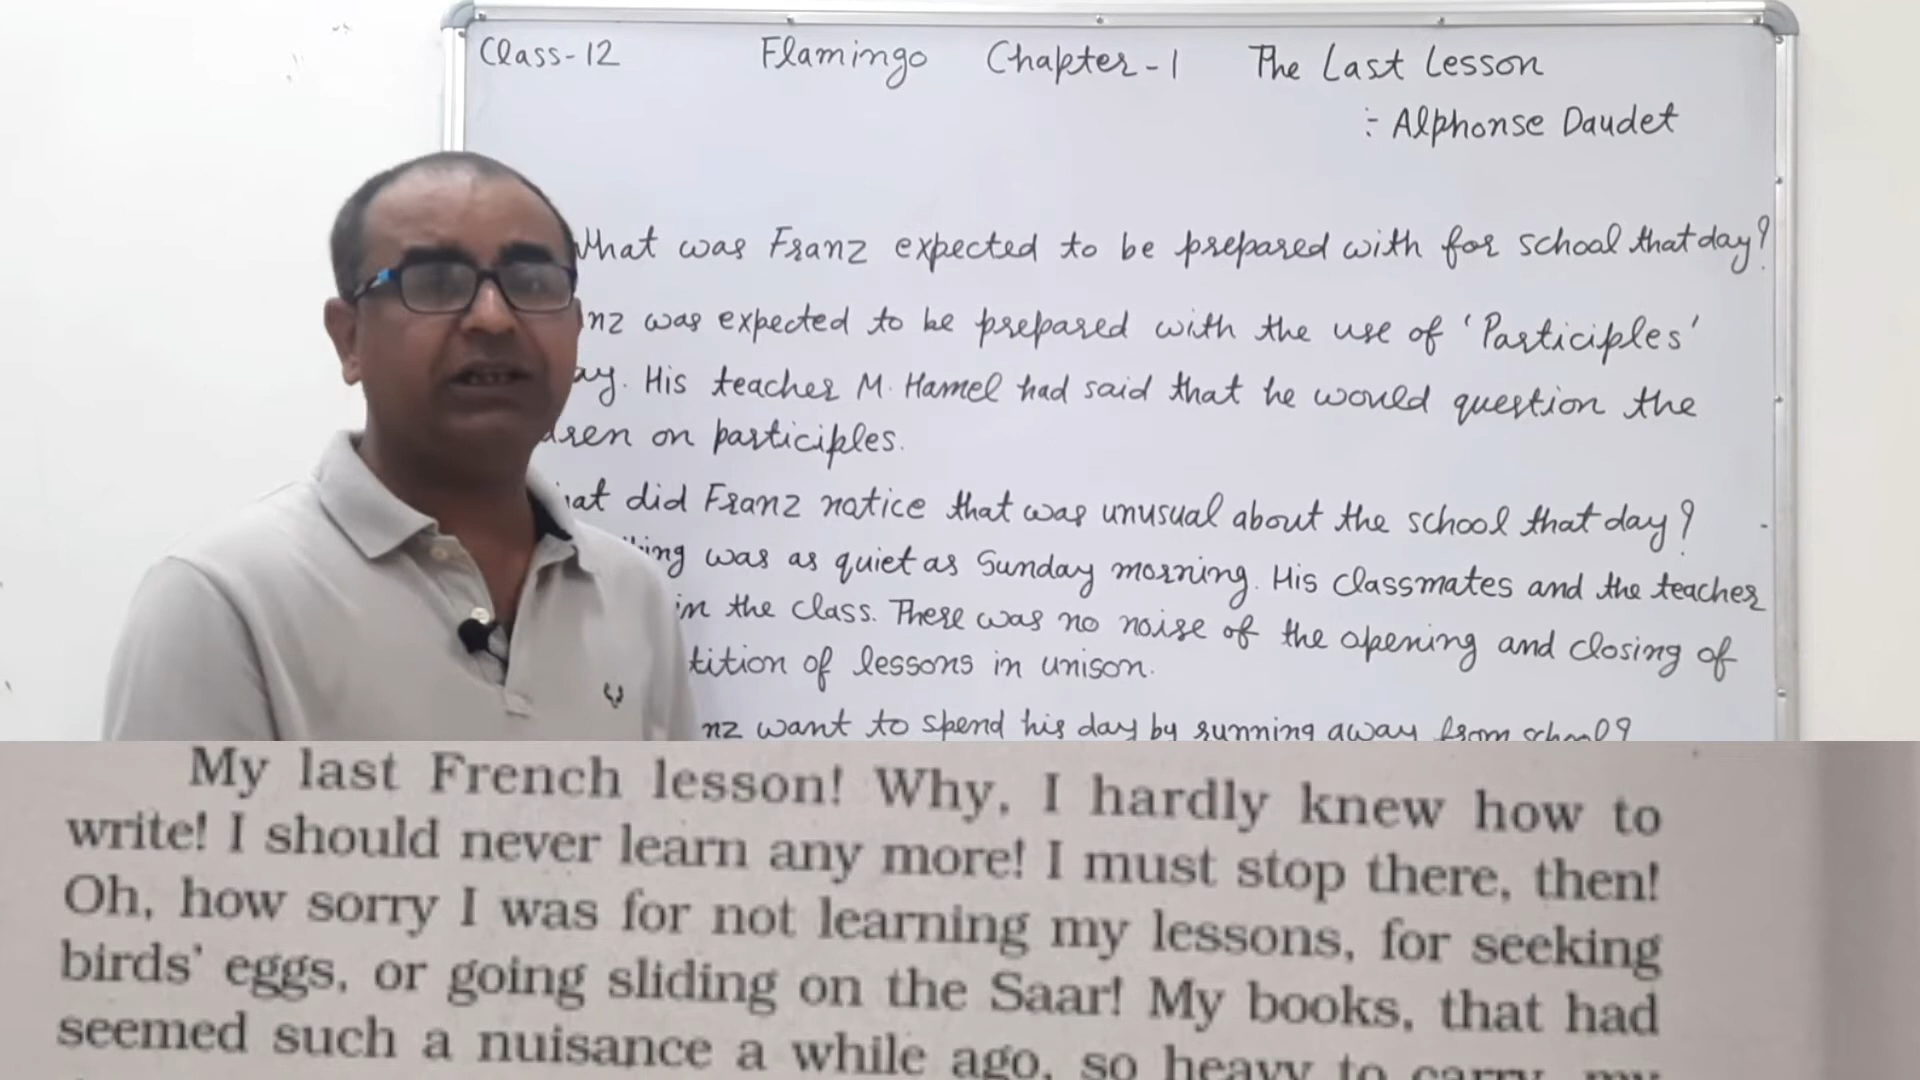 Class-12 Flamingo Chapter-1 The Last Lesson
:- Alphonse Daudet
What was Franz expected to be prepared with for school that day?
was expected to be prepared with the use of 'Participles'
His teacher M. Hamel had said that he would question the
on participles.
did Franz notice that was unusual about the school that day?
was as quiet as Sunday morning. His classmates and the teacher
in the class. There was no noise of the opening and closing of
of lessons in unison.
want to spend his day by running away from school?
My last French lesson! Why, I hardly knew how to
write! I should never learn any more! I must stop there, then!
Oh, how sorry I was for not learning my lessons, for seeking
birds' eggs, or going sliding on the Saar! My books, that had
seemed such a nuisance a while ago, so heavy to carry, my